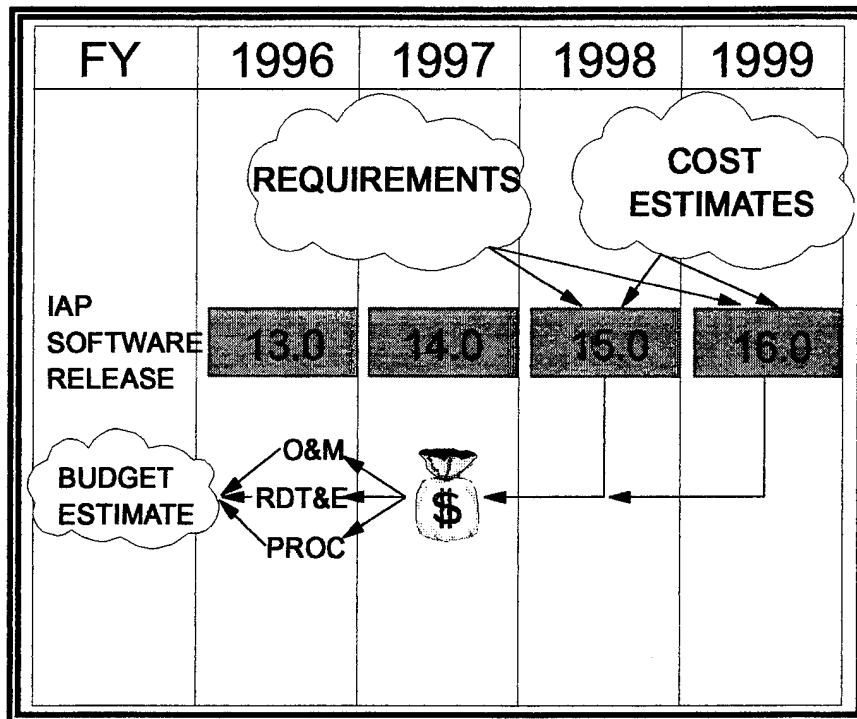 FY 1996 1997 1998 1999
REQUIREMENTS
COST
ESTIMATES
IAP
SOFTWARE
RELEASE
13.0 14.0 15.0 16.0
O&M
BUDGET
ESTIMATE
RDT&E
PROC
$